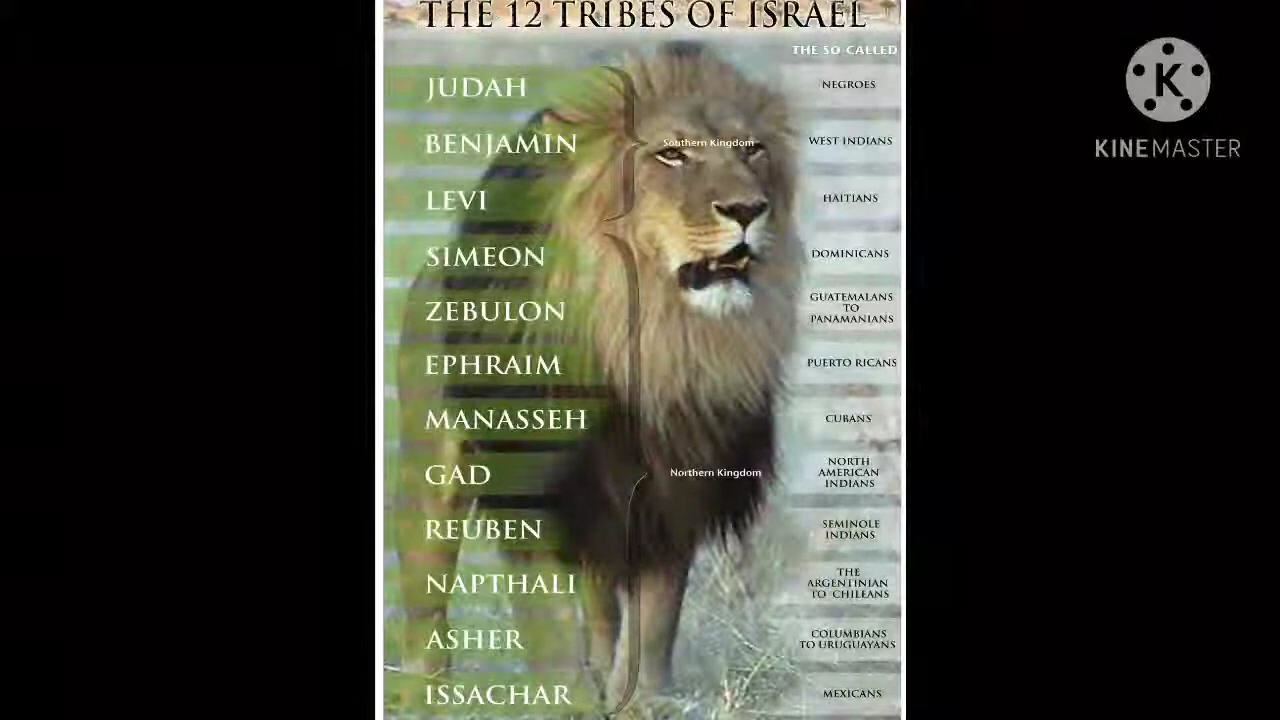 THE 12 TRIBES OF ISRAEL
THE SO CALLED
JUDAH
NEGROES
BENJAMIN
Southern Kingdom
WEST INDIANS
LEVI
HAITIANS
SIMEON
DOMINICANS
ZEBULON
GUATEMALANS
TO
PANAMANIANS
EPHRAIM
PUERTO RICANS
MANASSEH
CUBANS
GAD
Northern Kingdom
NORTH
AMERICAN
INDIANS
REUBEN
SEMINOLE
INDIANS
NAPTHALI
THE
ARGENTINIAN
TO CHILEANS
ASHER
COLUMBIANS
TO URUGUAYANS
ISSACHAR
MEXICANS
K
KINEMASTER